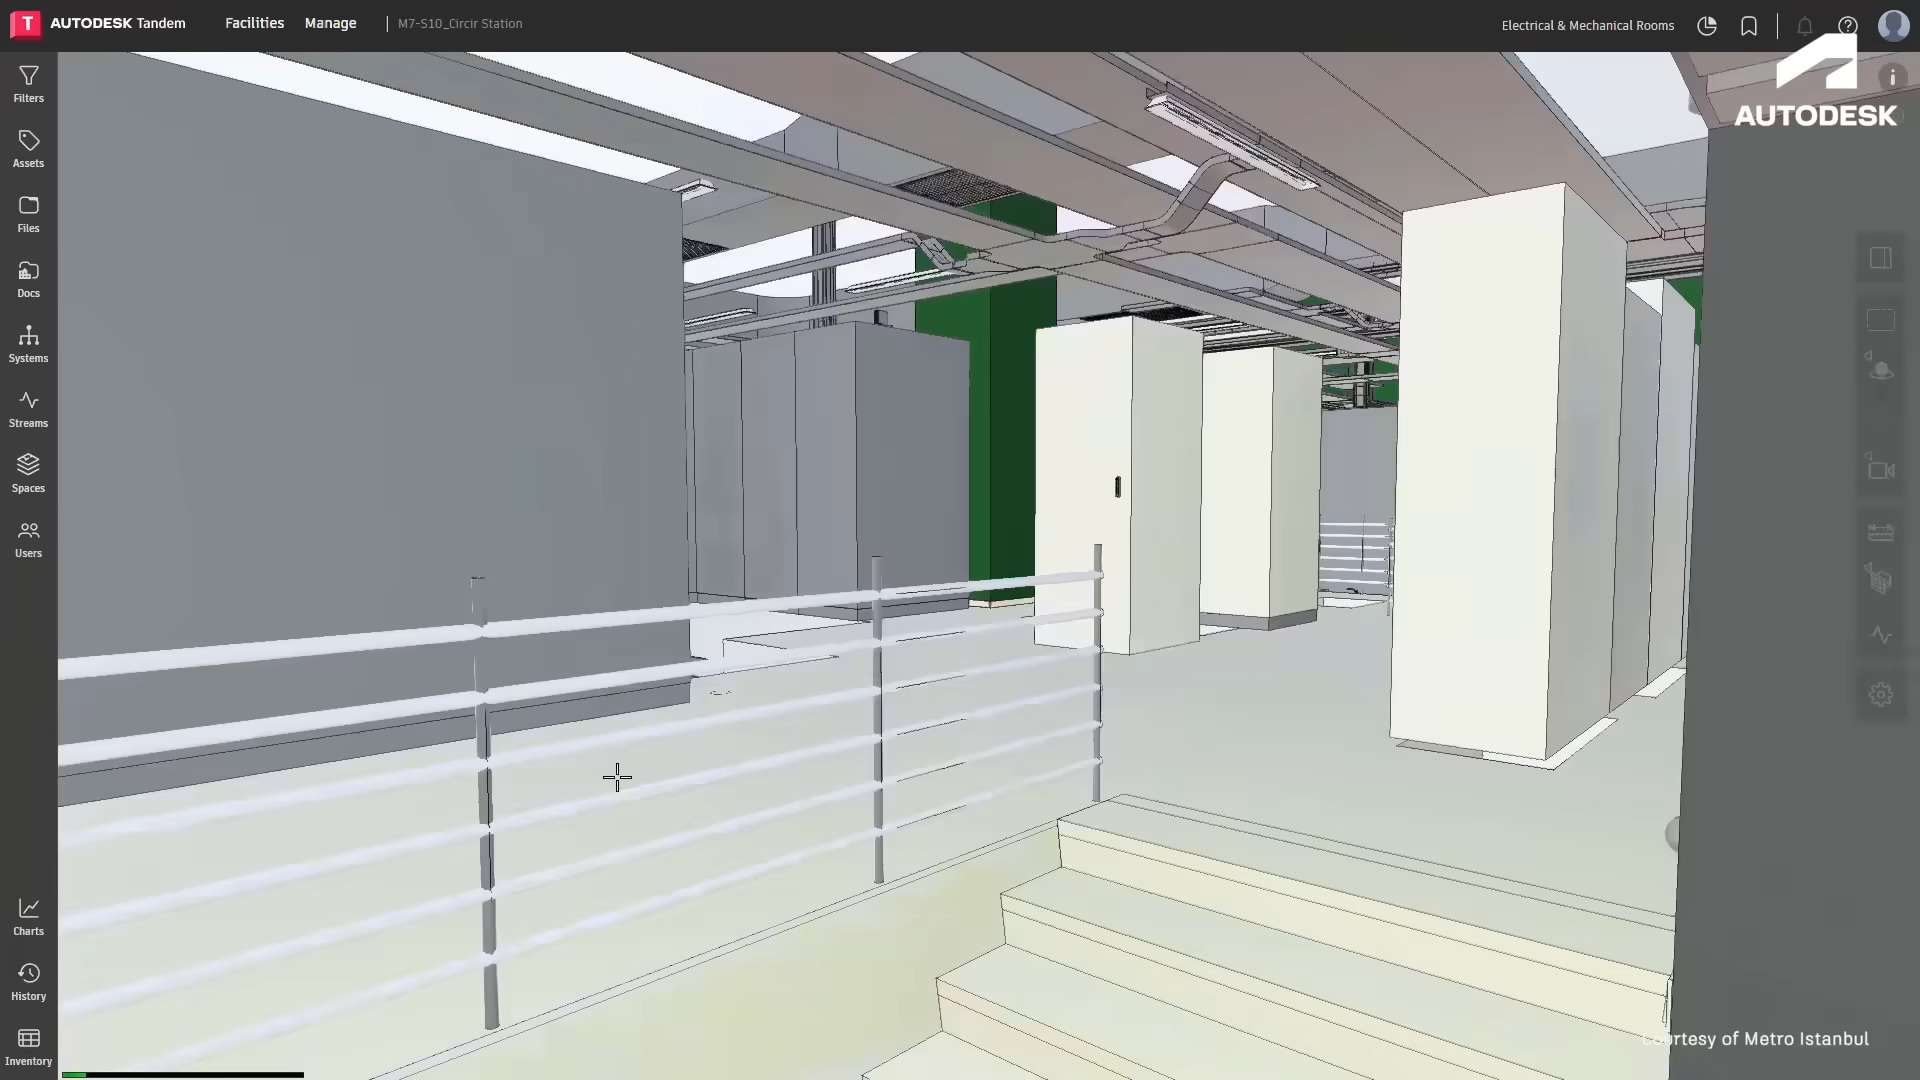 T AUTODESK Tandem
Facilities
Manage
M7-S10_Circir Station
Electrical & Mechanical Rooms
AUTODESK
Filters
Assets
Files
Docs
Systems
Streams
Spaces
Users
Charts
History
Inventory
Courtesy of Metro Istanbul